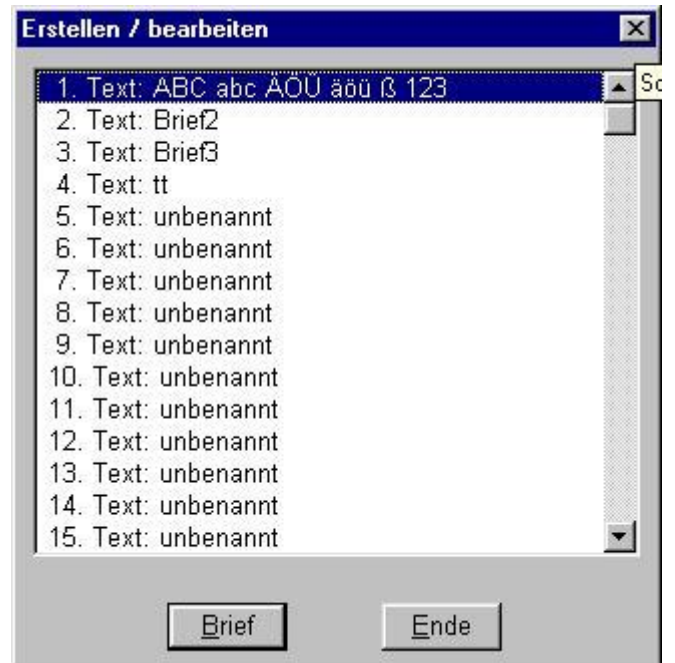 Erstellen / bearbeiten
1. Text: ABC abc ÄÖÜ äöü ß 123
2. Text: Brief2
3. Text: Brief3
4. Text: tt
5. Text: unbenannt
6. Text: unbenannt
7. Text: unbenannt
8. Text: unbenannt
9. Text: unbenannt
10. Text: unbenannt
11. Text: unbenannt
12. Text: unbenannt
13. Text: unbenannt
14. Text: unbenannt
15. Text: unbenannt
Brief Ende